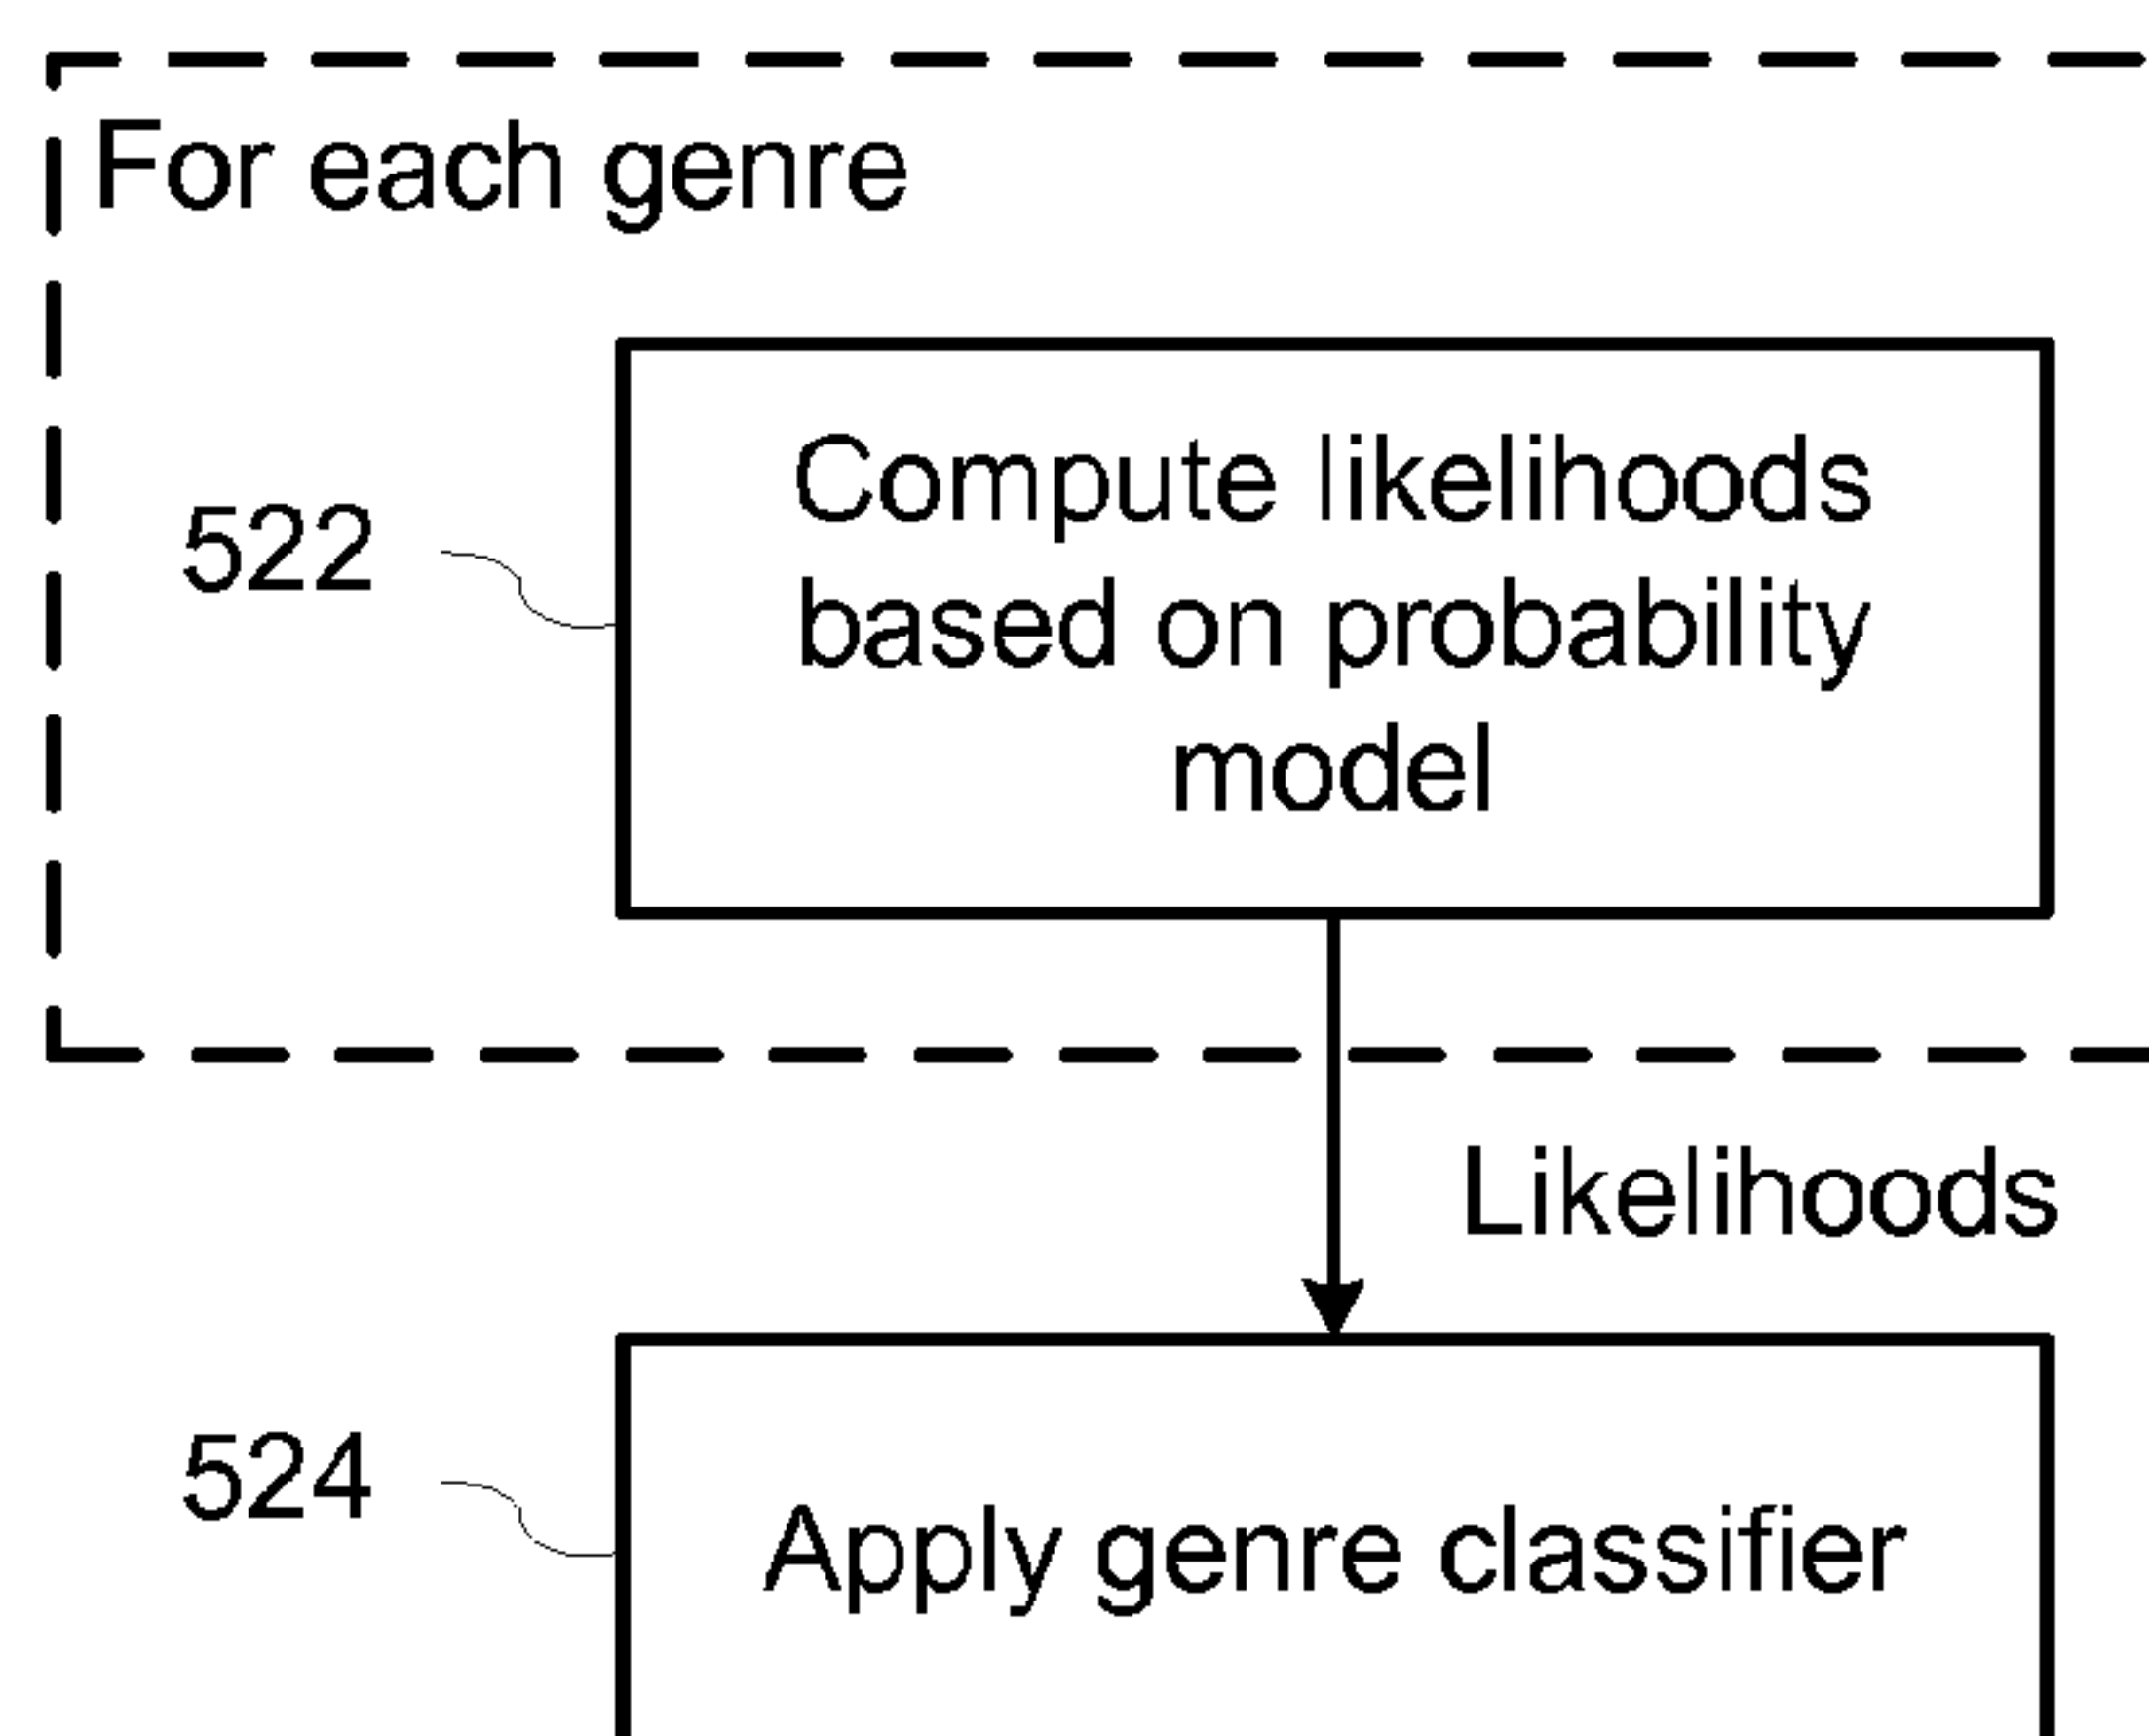 For each genre
Compute likelihoods
522
based on probability
model
Likelihoods
524
Apply genre classifier